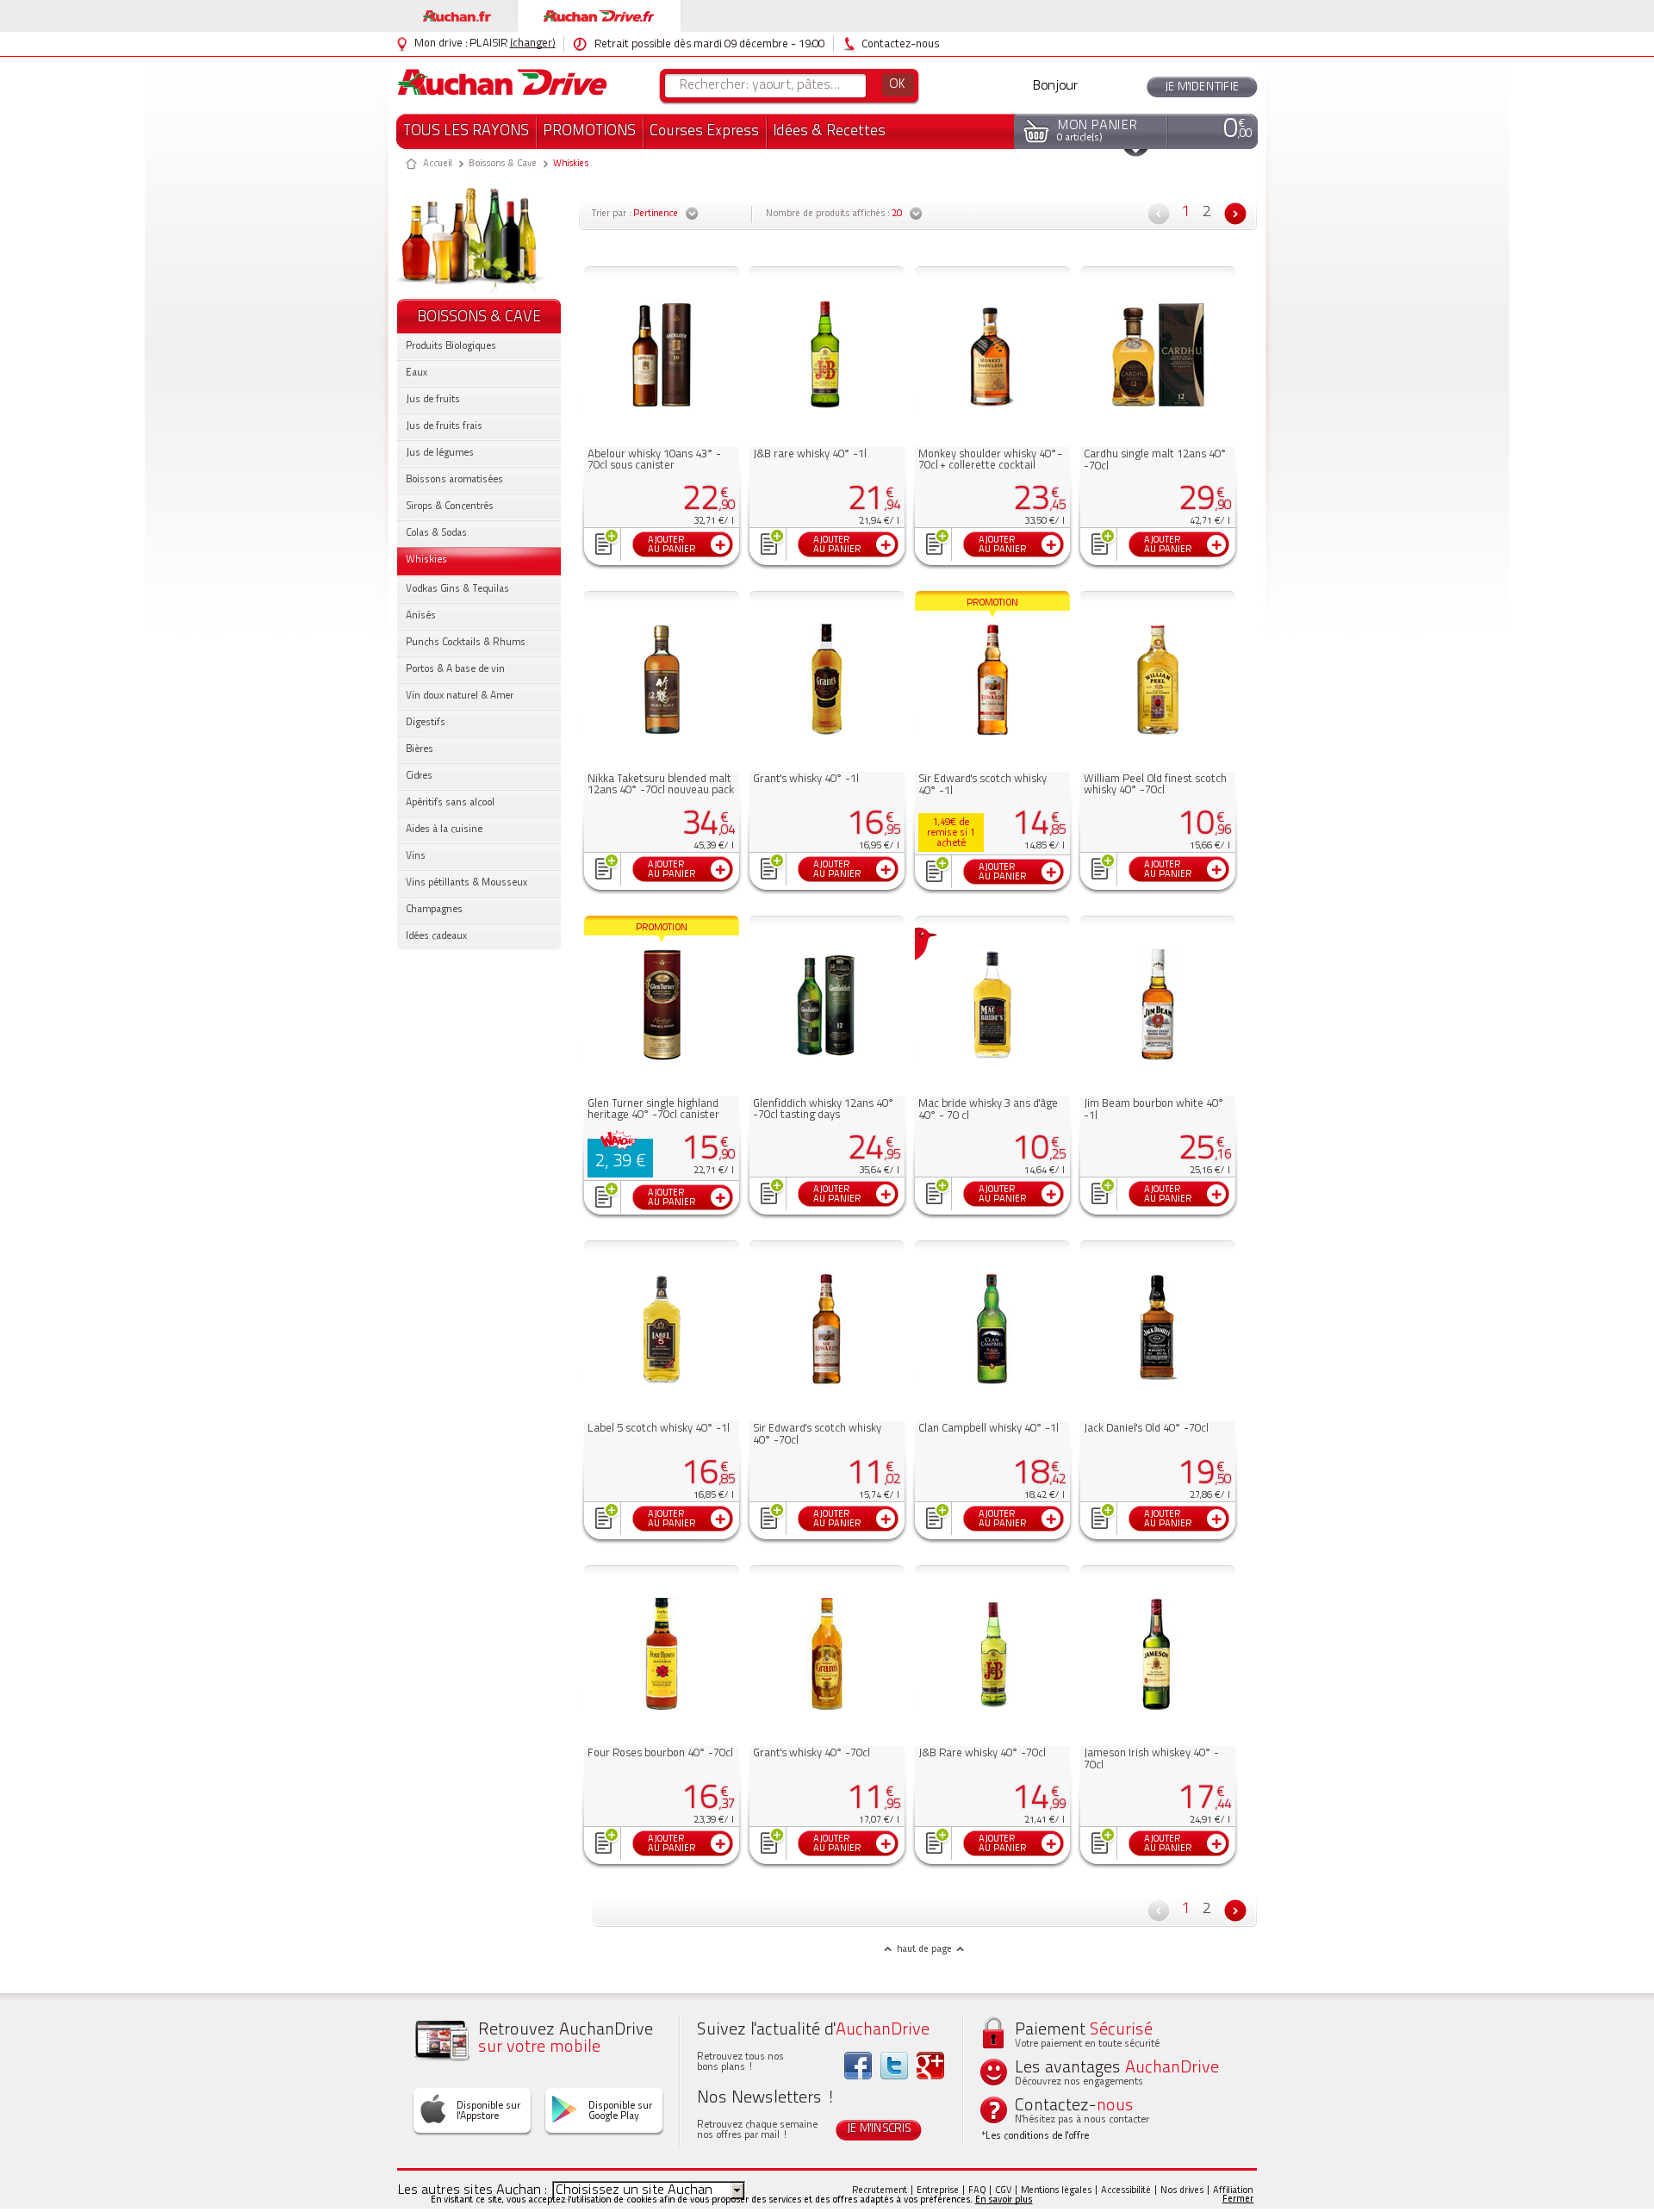 Auchan.fr
Auchan Drive.fr
Mon drive : PLAISIR (changer)
Retrait possible dès mardi 09 décembre - 19:00
Contactez-nous
Auchan Drive
Rechercher: yaourt, pâtes...
OK
Bonjour
JE M'IDENTIFIE
TOUS LES RAYONS
PROMOTIONS
Courses Express
Idées & Recettes
MON PANIER
0 article(s)
0€,00
Accueil > Boissons & Cave > Whiskies
Trier par : Pertinence
Nombre de produits affichés : 20
1 2
BOISSONS & CAVE
Produits Biologiques
Eaux
Jus de fruits
Jus de fruits frais
Jus de légumes
Boissons aromatisées
Sirops & Concentrés
Colas & Sodas
Whiskies
Vodkas Gins & Tequilas
Anisés
Punchs Cocktails & Rhums
Portos & A base de vin
Vin doux naturel & Amer
Digestifs
Bières
Cidres
Apéritifs sans alcool
Aides à la cuisine
Vins
Vins pétillants & Mousseux
Champagnes
Idées cadeaux
Abelour whisky 10ans 43° -
70cl sous canister
22€,90
32,71 €/ l
AJOUTER
AU PANIER
J&B rare whisky 40° -1l
21€,94
21,94 €/ l
AJOUTER
AU PANIER
MONKEY
SHOULDER
Monkey shoulder whisky 40°-
70cl + collerette cocktail
23€,45
33,50 €/ l
AJOUTER
AU PANIER
CARDHU
12
Cardhu single malt 12ans 40°
-70cl
29€,90
42,71 €/ l
AJOUTER
AU PANIER
Nikka Taketsuru blended malt
12ans 40° -70cl nouveau pack
34€,04
45,39 €/ l
AJOUTER
AU PANIER
Grant's
Grant's whisky 40° -1l
16€,95
16,95 €/ l
AJOUTER
AU PANIER
PROMOTION
Sir Edward's scotch whisky
40° -1l
1,49€ de
remise si 1
acheté
14€,85
14,85 €/ l
AJOUTER
AU PANIER
WILLIAM
PEEL
William Peel Old finest scotch
whisky 40° -70cl
10€,96
15,66 €/ l
AJOUTER
AU PANIER
PROMOTION
Glen Turner
Glen Turner single highland
heritage 40° -70cl canister
2, 39 €
15€,90
22,71 €/ l
AJOUTER
AU PANIER
Glenfiddich
12
Glenfiddich whisky 12ans 40°
-70cl tasting days
24€,95
35,64 €/ l
AJOUTER
AU PANIER
MAC
BRIDE'S
Mac bride whisky 3 ans d'âge
40° - 70 cl
10€,25
14,64 €/ l
AJOUTER
AU PANIER
JIM BEAM
Jim Beam bourbon white 40°
-1l
25€,16
25,16 €/ l
AJOUTER
AU PANIER
LABEL
5
Label 5 scotch whisky 40° -1l
16€,85
16,85 €/ l
AJOUTER
AU PANIER
Sir Edward's scotch whisky
40° -70cl
11€,02
15,74 €/ l
AJOUTER
AU PANIER
CLAN
CAMPBELL
Clan Campbell whisky 40° -1l
18€,42
18,42 €/ l
AJOUTER
AU PANIER
Jack Daniel's Old 40° -70cl
19€,50
27,86 €/ l
AJOUTER
AU PANIER
Four Roses
Four Roses bourbon 40° -70cl
16€,37
23,39 €/ l
AJOUTER
AU PANIER
Grant's
Grant's whisky 40° -70cl
11€,95
17,07 €/ l
AJOUTER
AU PANIER
J&B
J&B Rare whisky 40° -70cl
14€,99
21,41 €/ l
AJOUTER
AU PANIER
JAMESON
Jameson Irish whiskey 40° -
70cl
17€,44
24,91 €/ l
AJOUTER
AU PANIER
1 2
haut de page
Retrouvez AuchanDrive
sur votre mobile
Disponible sur
l'Appstore
Disponible sur
Google Play
Suivez l'actualité d'AuchanDrive
Retrouvez tous nos
bons plans !
Nos Newsletters !
Retrouvez chaque semaine
nos offres par mail !
JE M'INSCRIS
Paiement Sécurisé
Votre paiement en toute sécurité
Les avantages AuchanDrive
Découvrez nos engagements
Contactez-nous
N'hésitez pas à nous contacter
*Les conditions de l'offre
Les autres sites Auchan : Choisissez un site Auchan
Recrutement | Entreprise | FAQ | CGV | Mentions légales | Accessibilité | Nos drives | Affiliation
En visitant ce site, vous acceptez l'utilisation de cookies afin de vous proposer des services et des offres adaptés à vos préférences. En savoir plus
Fermer